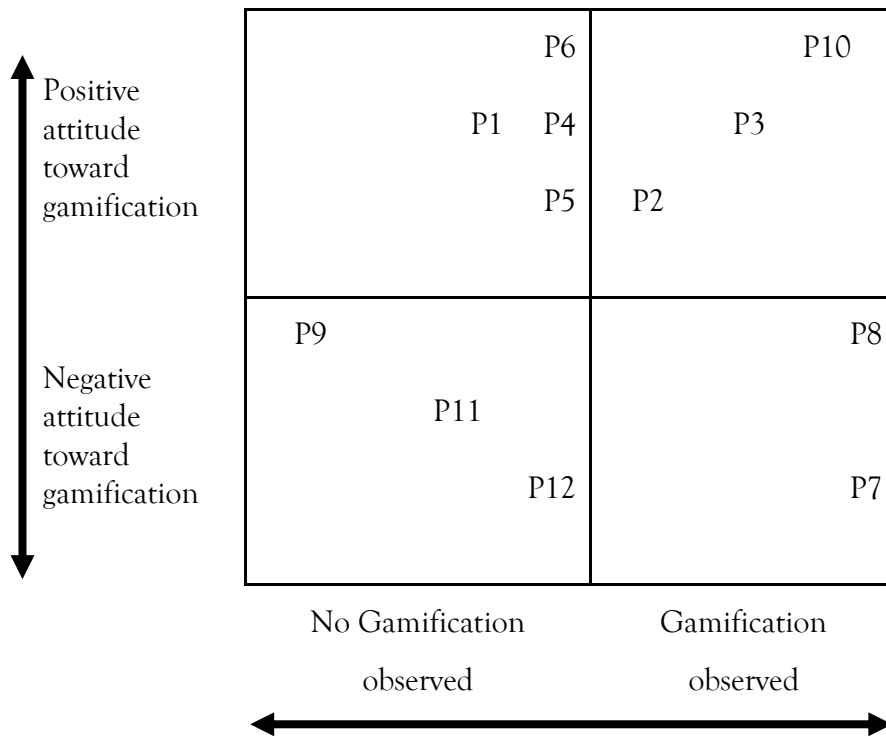 P6 P10
Positive
attitude
toward
gamification
P1 P4 P3
P5 P2
P9 P8
Negative
attitude
toward
gamification
P11
P12 P7
No Gamification
observed
Gamification
observed